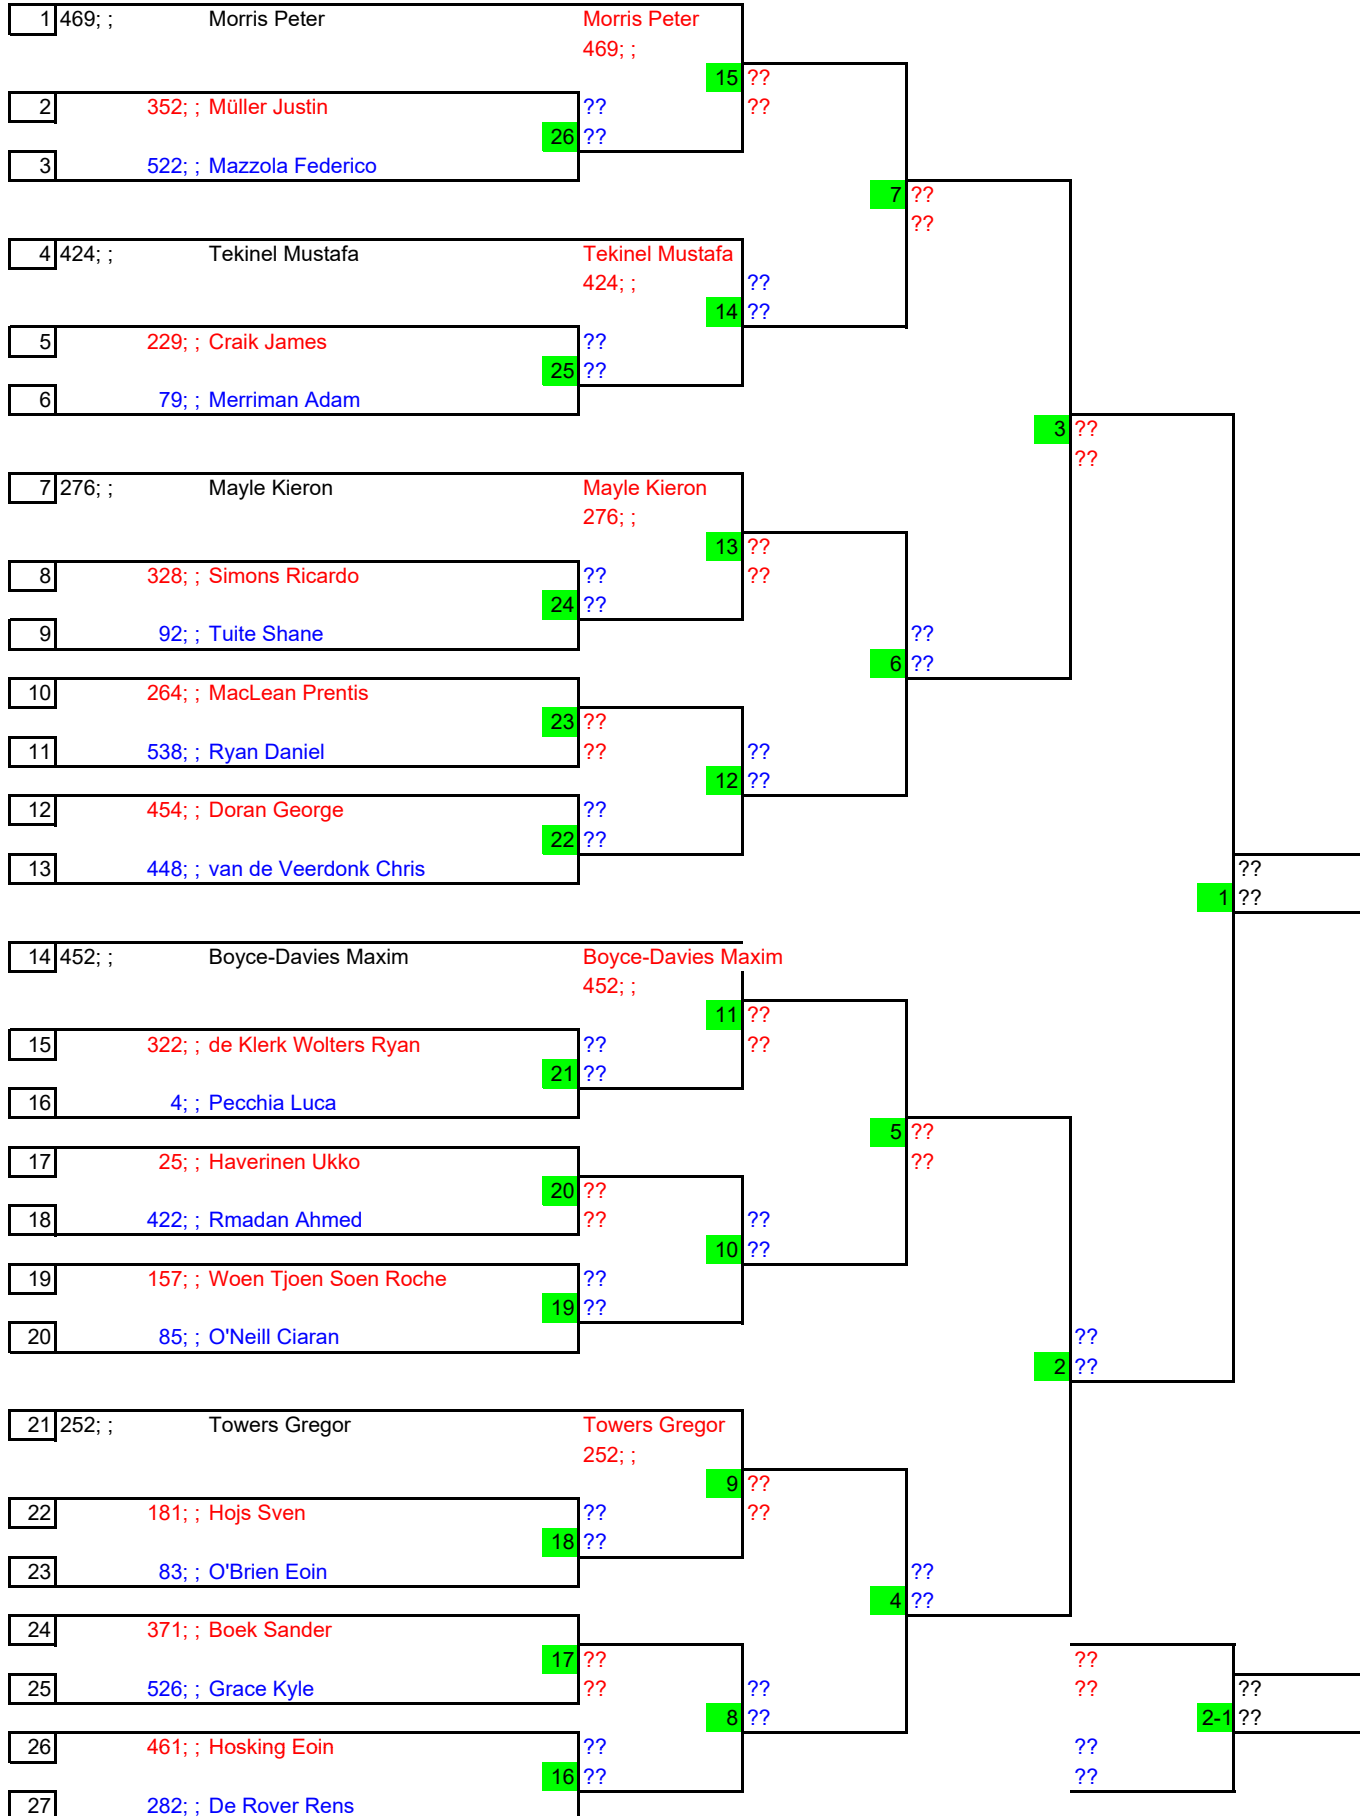 1 469; ; Morris Peter Morris Peter
469; ;
15 ??
2 352; ; Müller Justin ?? ??
26 ??
3 522; ; Mazzola Federico
7 ??
??
4 424; ; Tekinel Mustafa Tekinel Mustafa
424; ; ??
14 ??
5 229; ; Craik James ??
25 ??
6 79; ; Merriman Adam
3 ??
??
7 276; ; Mayle Kieron Mayle Kieron
276; ;
13 ??
8 328; ; Simons Ricardo ?? ??
24 ??
9 92; ; Tuite Shane ??
6 ??
10 264; ; MacLean Prentis
23 ??
11 538; ; Ryan Daniel ?? ??
12 ??
12 454; ; Doran George ??
22 ??
13 448; ; van de Veerdonk Chris ??
1 ??
14 452; ; Boyce-Davies Maxim Boyce-Davies Maxim
452; ;
11 ??
15 322; ; de Klerk Wolters Ryan ?? ??
21 ??
16 4; ; Pecchia Luca
5 ??
17 25; ; Haverinen Ukko ??
20 ??
18 422; ; Rmadan Ahmed ?? ??
10 ??
19 157; ; Woen Tjoen Soen Roche ??
19 ??
20 85; ; O'Neill Ciaran ??
2 ??
21 252; ; Towers Gregor Towers Gregor
252; ;
9 ??
22 181; ; Hojs Sven ?? ??
18 ??
23 83; ; O'Brien Eoin ??
4 ??
24 371; ; Boek Sander
17 ?? ??
25 526; ; Grace Kyle ?? ?? ?? ??
8 ?? 2-1 ??
26 461; ; Hosking Eoin ?? ??
16 ?? ??
27 282; ; De Rover Rens